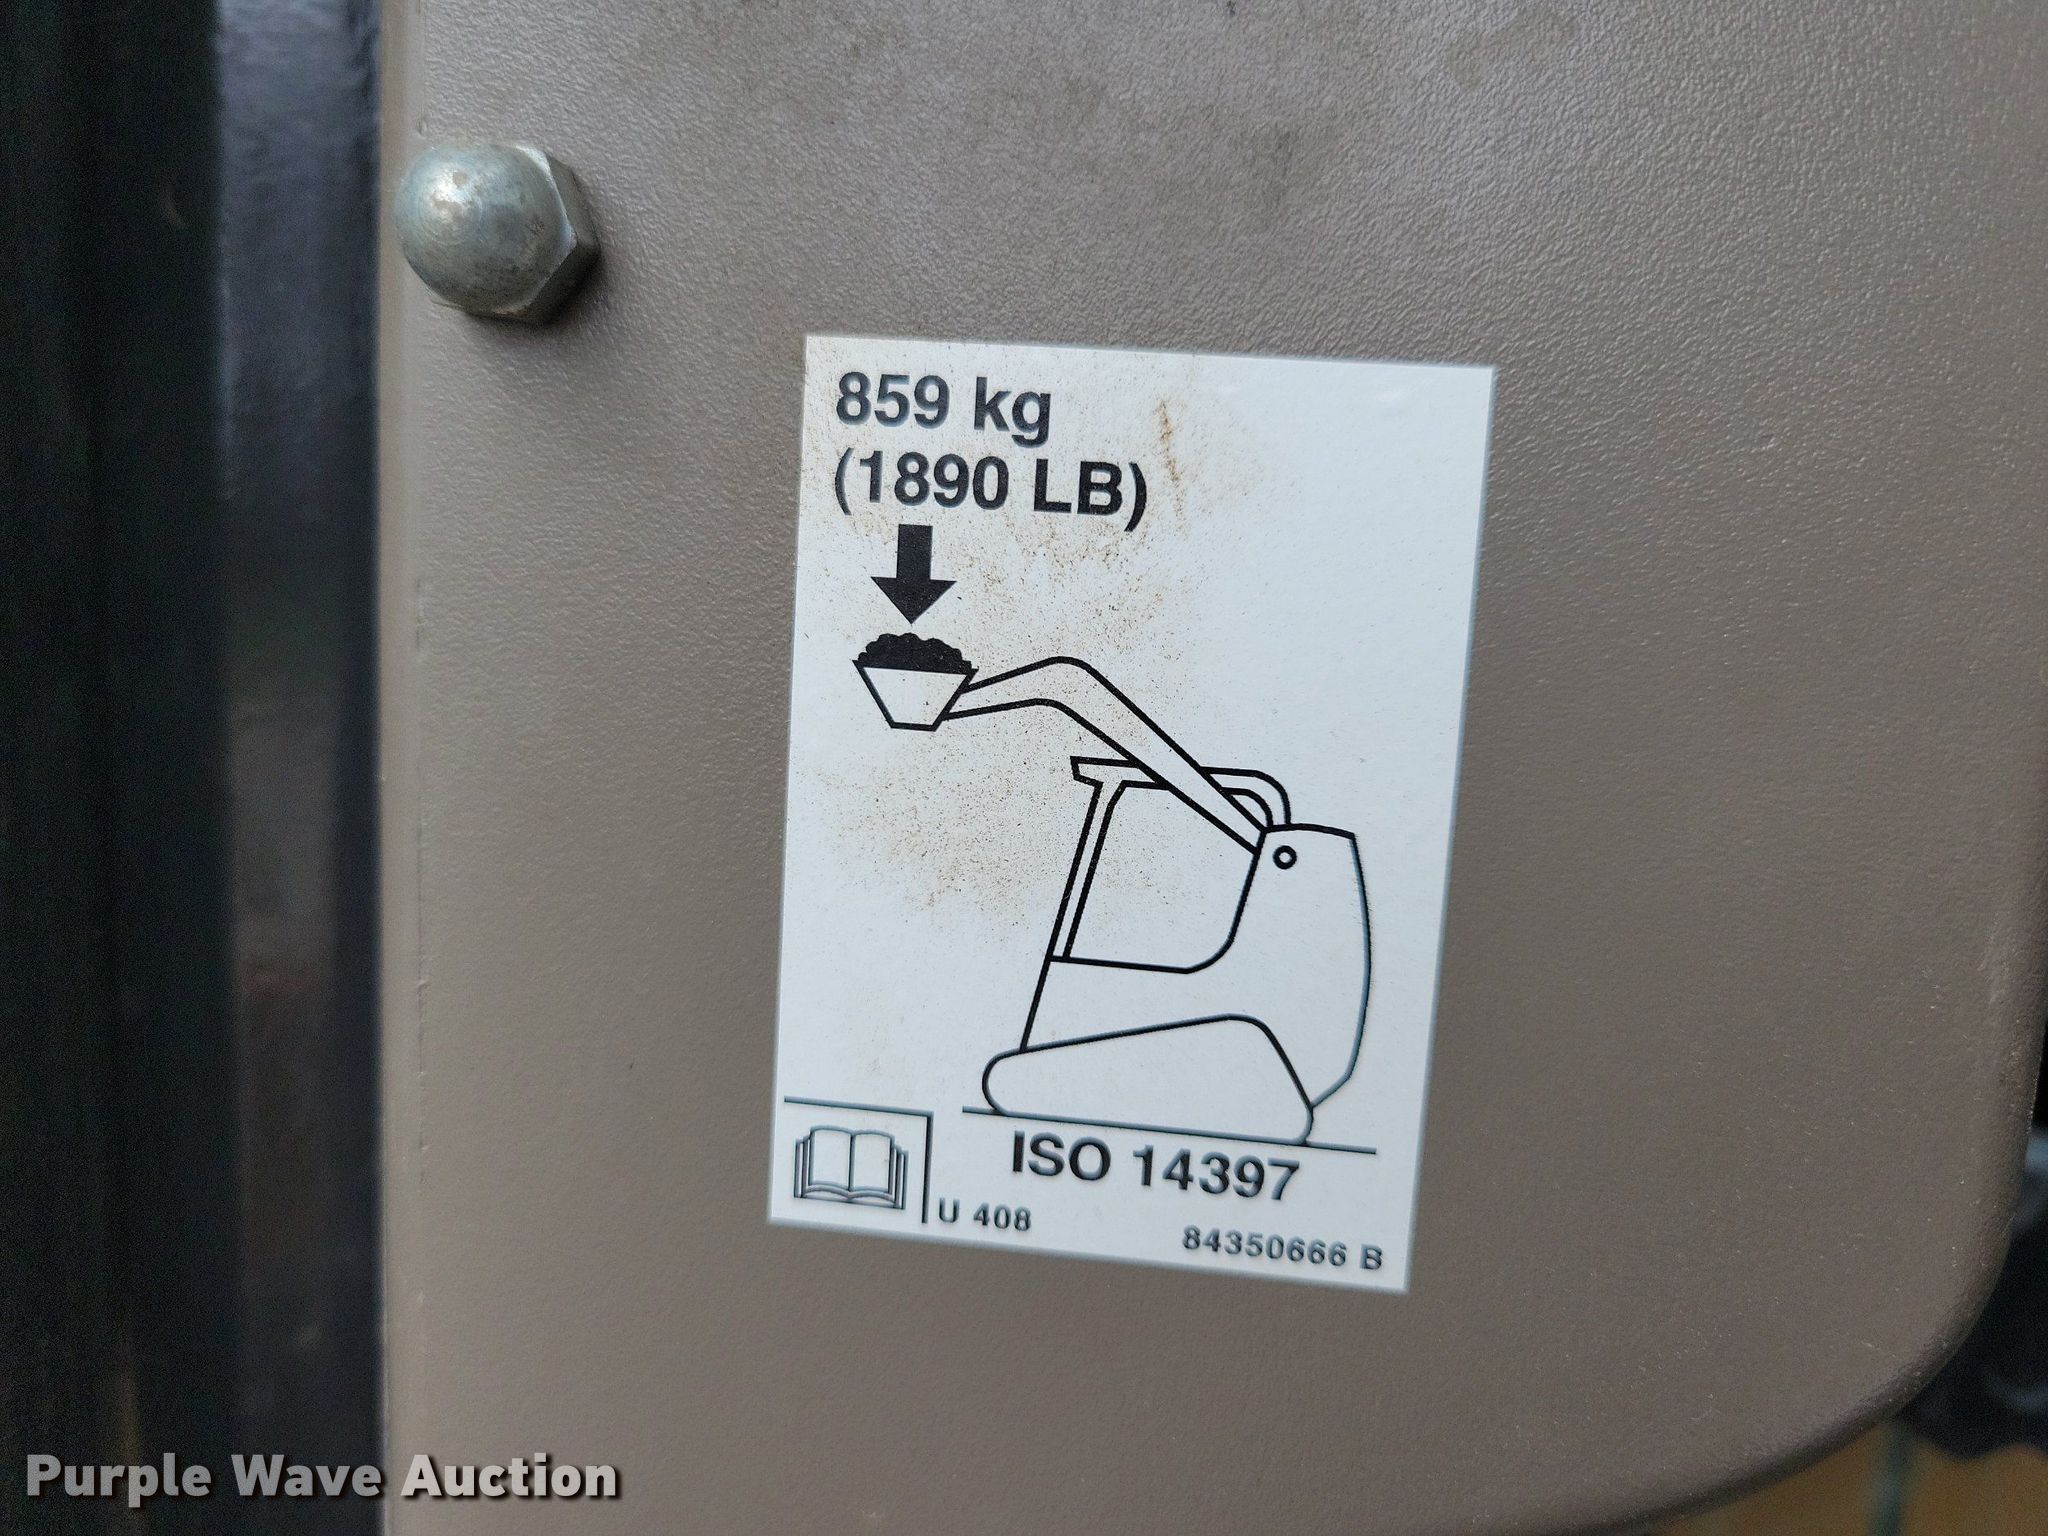 859 kg
(1890 LB)
ISO 14397
U 408
84350666 B
Purple Wave Auction